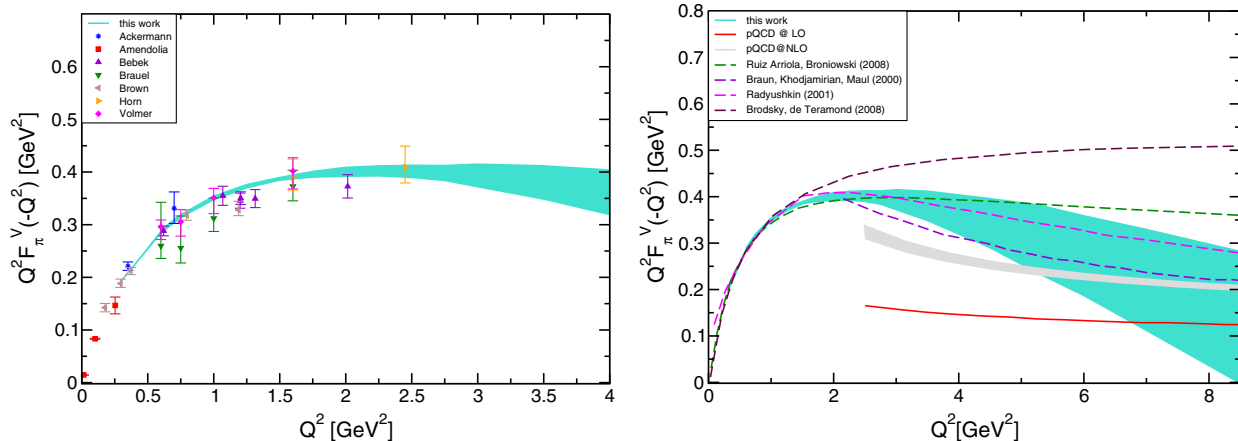 this work
Ackermann
Amendolia
Bebek
Brauel
Brown
Horn
Volmer
0.6
0.5
0.4
0.3
0.2
0.1
0
0 0.5 1 1.5 2 2.5 3 3.5 4
Q² [GeV²]
Q²F_π^V(-Q²) [GeV²]
this work
pQCD @ LO
pQCD@NLO
Ruiz Arriola, Broniowski (2008)
Braun, Khodjamirian, Maul (2000)
Radyushkin (2001)
Brodsky, de Teramond (2008)
0.8
0.7
0.6
0.5
0.4
0.3
0.2
0.1
0
0 2 4 6 8
Q²[GeV²]
Q²F_π^V(-Q²) [GeV²]